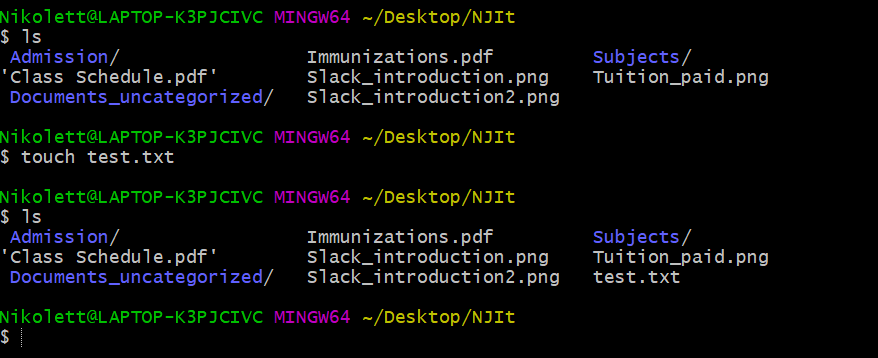 Nikolett@LAPTOP-K3PJCIVC MINGW64 ~/Desktop/NJIt
$ ls
Admission/ Immunizations.pdf Subjects/
'Class Schedule.pdf' Slack_introduction.png Tuition_paid.png
Documents_uncategorized/ Slack_introduction2.png
Nikolett@LAPTOP-K3PJCIVC MINGW64 ~/Desktop/NJIt
$ touch test.txt
Nikolett@LAPTOP-K3PJCIVC MINGW64 ~/Desktop/NJIt
$ ls
Admission/ Immunizations.pdf Subjects/
'Class Schedule.pdf' Slack_introduction.png Tuition_paid.png
Documents_uncategorized/ Slack_introduction2.png test.txt
Nikolett@LAPTOP-K3PJCIVC MINGW64 ~/Desktop/NJIt
$